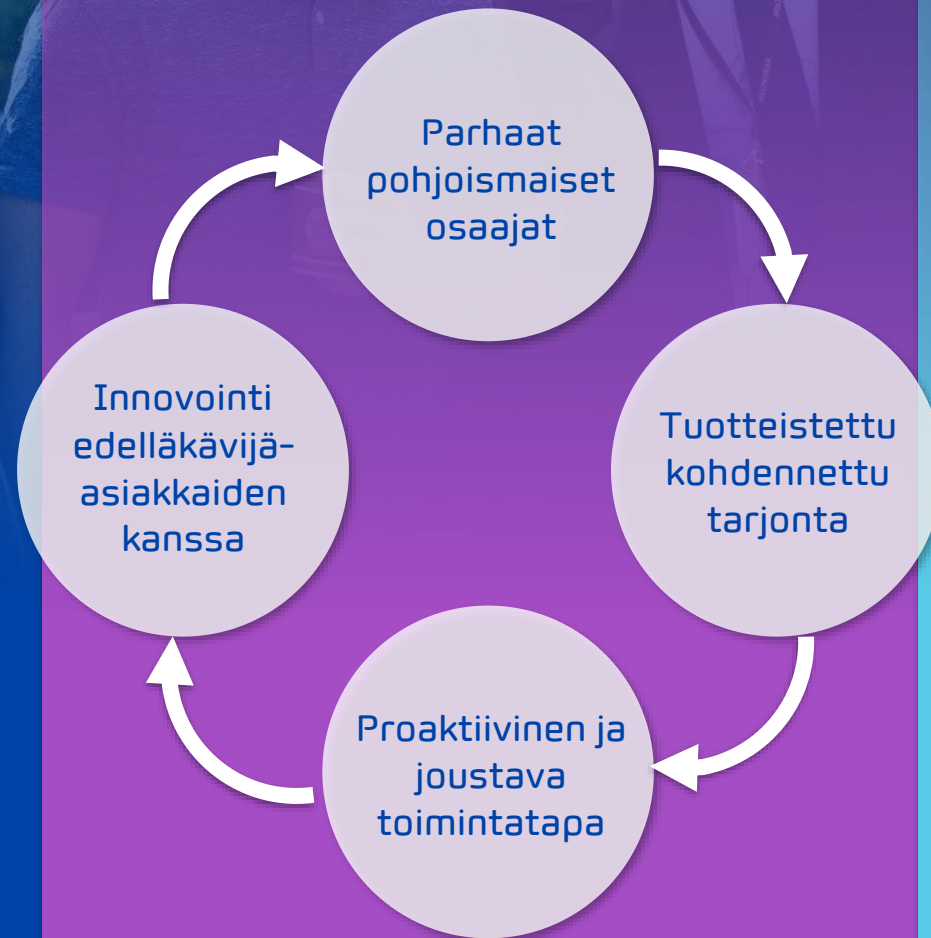 Parhaat
pohjoismaiset
osaajat
Tuotteistettu
kohdennettu
tarjonta
Proaktiivinen ja
joustava
toimintatapa
Innovointi
edelläkävijä-
asiakkaiden
kanssa